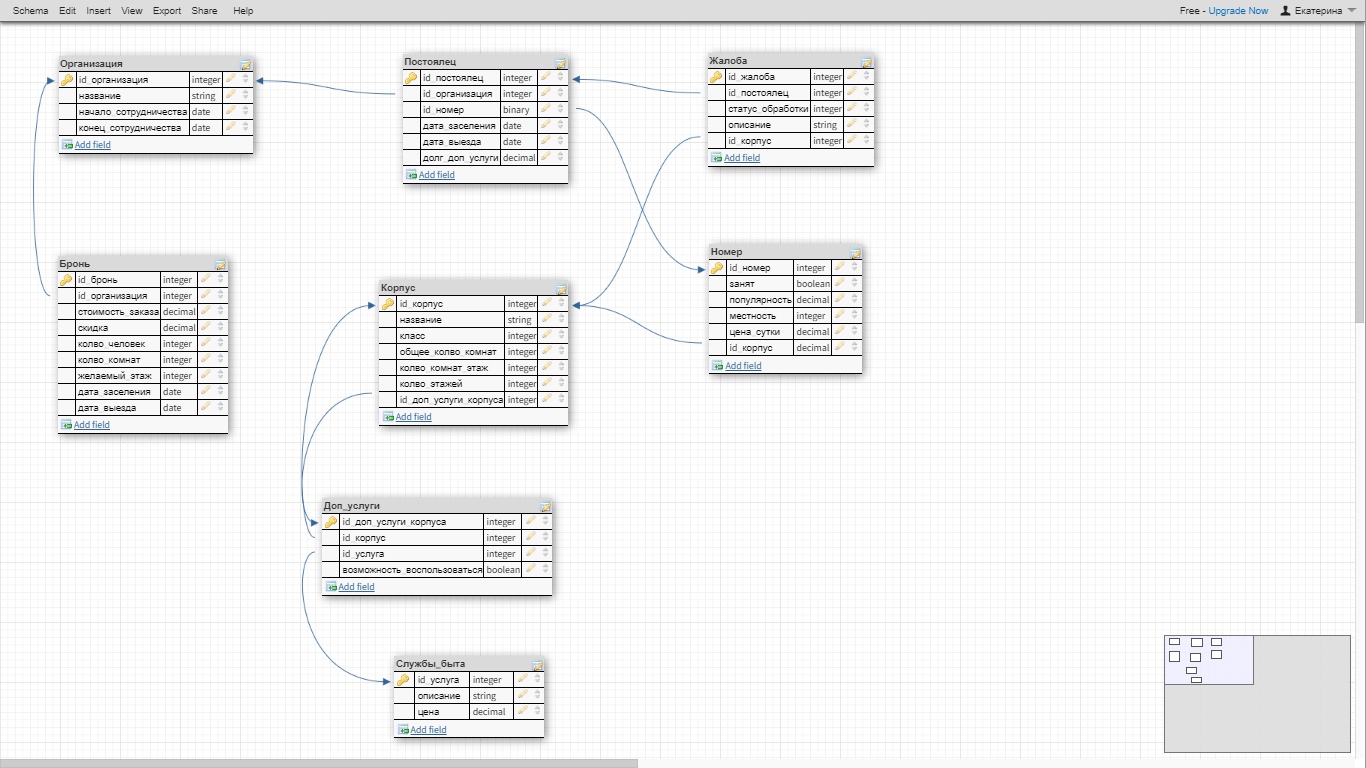 Schema Edit Insert View Export Share Help
Free - Upgrade Now Екатерина
Организация
id_организация integer
название string
начало_сотрудничества date
конец_сотрудничества date
Add field
Постоялец
id_постоялец integer
id_организация integer
id_номер binary
дата_заселения date
дата_выезда date
долг_доп_услуги decimal
Add field
Жалоба
id_жалоба integer
id_постоялец integer
статус_обработки integer
описание string
id_корпус integer
Add field
Бронь
id_бронь integer
id_организация integer
стоимость_заказа decimal
скидка decimal
колво_человек integer
колво_комнат integer
желаемый_этаж integer
дата_заселения date
дата_выезда date
Add field
Корпус
id_корпус integer
название string
класс integer
общее_колво_комнат integer
колво_комнат_этаж integer
колво_этажей integer
id_доп_услуги_корпуса integer
Add field
Номер
id_номер integer
занят boolean
популярность decimal
местность integer
цена_сутки decimal
id_корпус decimal
Add field
Доп_услуги
id_доп_услуги_корпуса integer
id_корпус integer
id_услуга integer
возможность_воспользоваться boolean
Add field
Службы_быта
id_услуга integer
описание string
цена decimal
Add field